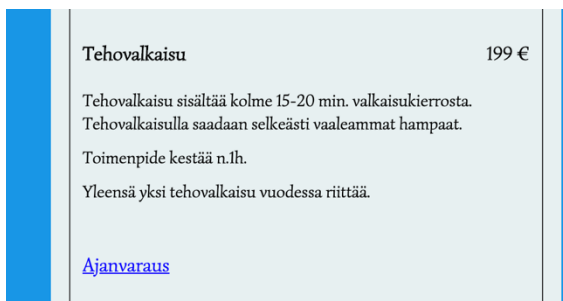 Tehovalkaisu 199 €
Tehovalkaisu sisältää kolme 15-20 min. valkaisukierrosta.
Tehovalkaisulla saadaan selkeästi vaaleammat hampaat.
Toimenpide kestää n.1h.
Yleensä yksi tehovalkaisu vuodessa riittää.
Ajanvaraus